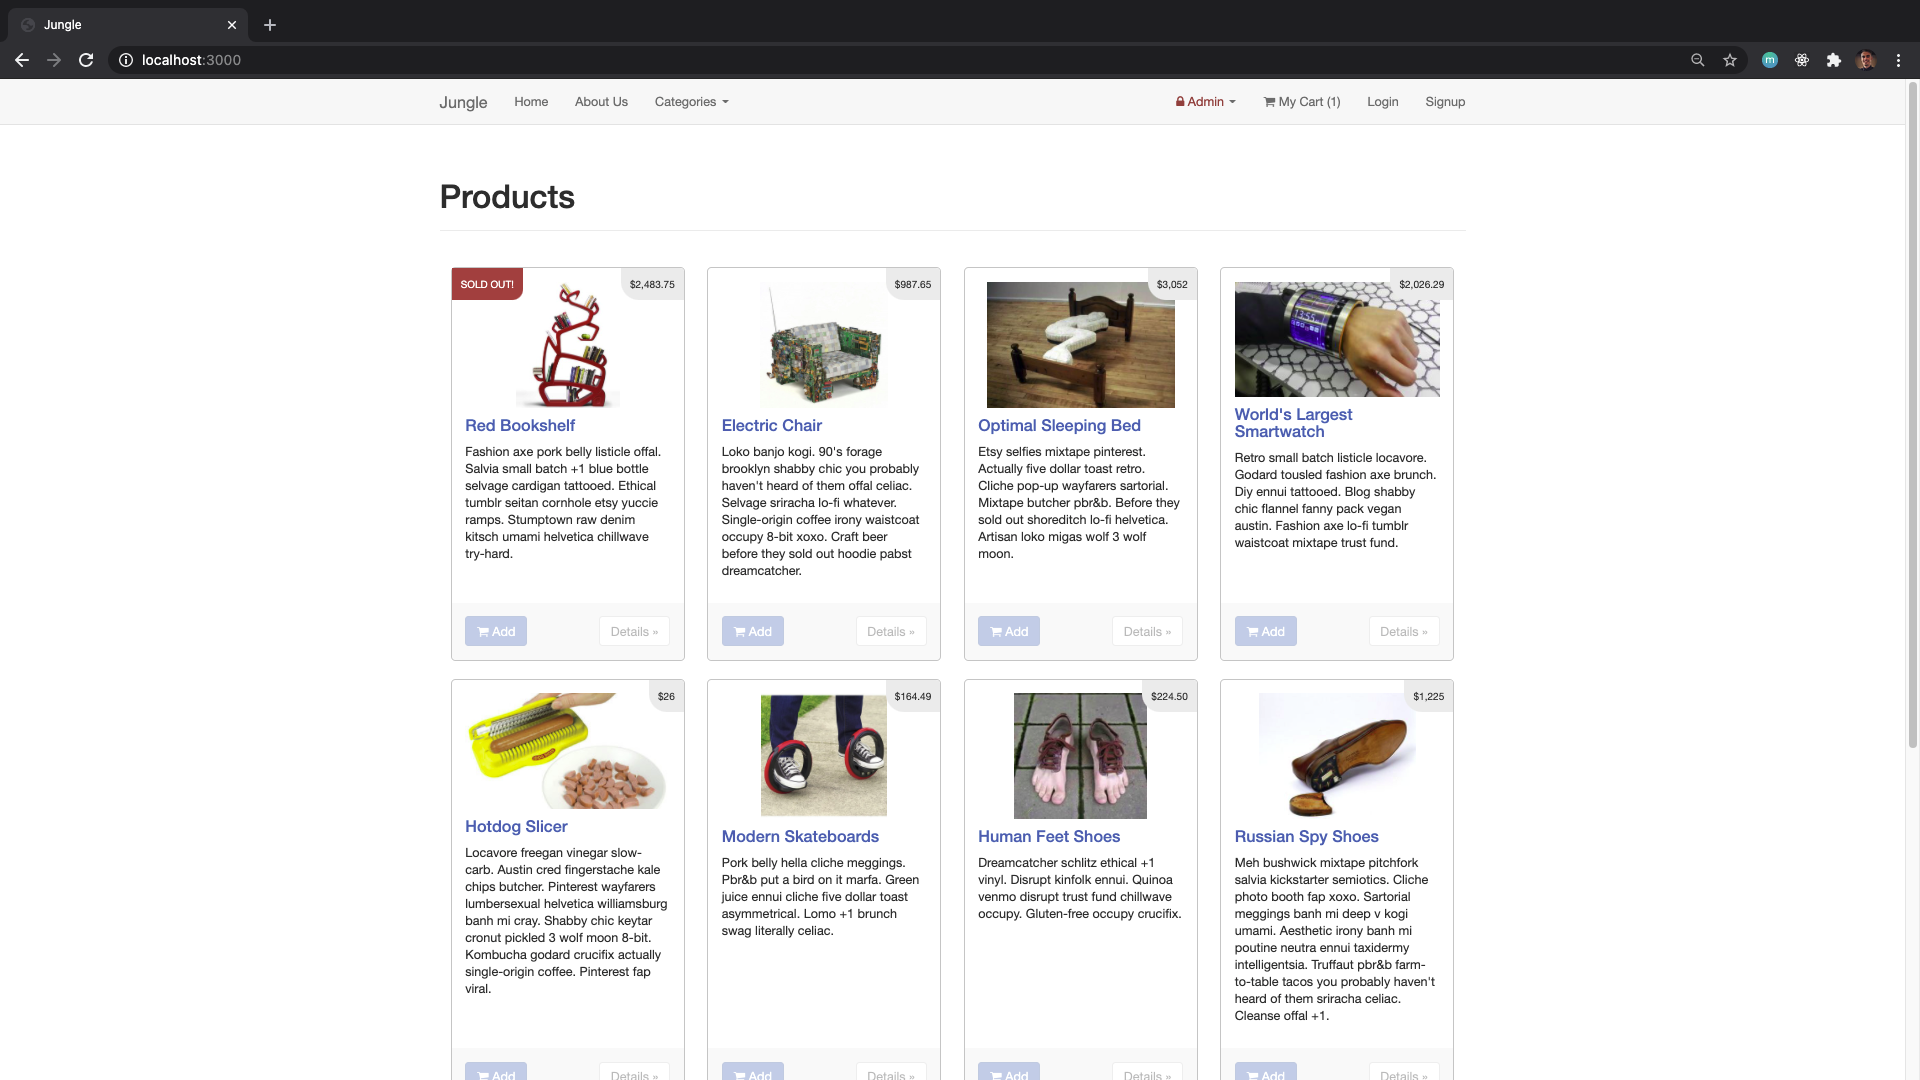 Jungle
localhost:3000
m
Jungle Home About Us Categories Admin My Cart (1) Login Signup
Products
SOLD OUT!
$2,483.75
Red Bookshelf
Fashion axe pork belly listicle offal.
Salvia small batch +1 blue bottle
selvage cardigan tattooed. Ethical
tumblr seitan cornhole etsy yuccie
ramps. Stumptown raw denim
kitsch umami helvetica chillwave
try-hard.
Add Details »
$987.65
Electric Chair
Loko banjo kogi. 90's forage
brooklyn shabby chic you probably
haven't heard of them offal celiac.
Selvage sriracha lo-fi whatever.
Single-origin coffee irony waistcoat
occupy 8-bit xoxo. Craft beer
before they sold out hoodie pabst
dreamcatcher.
Add Details »
$3,052
Optimal Sleeping Bed
Etsy selfies mixtape pinterest.
Actually five dollar toast retro.
Cliche pop-up wayfarers sartorial.
Mixtape butcher pbr&b. Before they
sold out shoreditch lo-fi helvetica.
Artisan loko migas wolf 3 wolf
moon.
Add Details »
$2,026.29
World's Largest
Smartwatch
Retro small batch listicle locavore.
Godard tousled fashion axe brunch.
Diy ennui tattooed. Blog shabby
chic flannel fanny pack vegan
austin. Fashion axe lo-fi tumblr
waistcoat mixtape trust fund.
Add Details »
$26
Hotdog Slicer
Locavore freegan vinegar slow-
carb. Austin cred fingerstache kale
chips butcher. Pinterest wayfarers
lumbersexual helvetica williamsburg
banh mi cray. Shabby chic keytar
cronut pickled 3 wolf moon 8-bit.
Kombucha godard crucifix actually
single-origin coffee. Pinterest fap
viral.
Add Details »
$164.49
Modern Skateboards
Pork belly hella cliche meggings.
Pbr&b put a bird on it marfa. Green
juice ennui cliche five dollar toast
asymmetrical. Lomo +1 brunch
swag literally celiac.
Add Details »
$224.50
Human Feet Shoes
Dreamcatcher schlitz ethical +1
vinyl. Disrupt kinfolk ennui. Quinoa
venmo disrupt trust fund chillwave
occupy. Gluten-free occupy crucifix.
Add Details »
$1,225
Russian Spy Shoes
Meh bushwick mixtape pitchfork
salvia kickstarter semiotics. Cliche
photo booth fap xoxo. Sartorial
meggings banh mi deep v kogi
umami. Aesthetic irony banh mi
poutine neutra ennui taxidermy
intelligentsia. Truffaut pbr&b farm-
to-table tacos you probably haven't
heard of them sriracha celiac.
Cleanse offal +1.
Add Details »